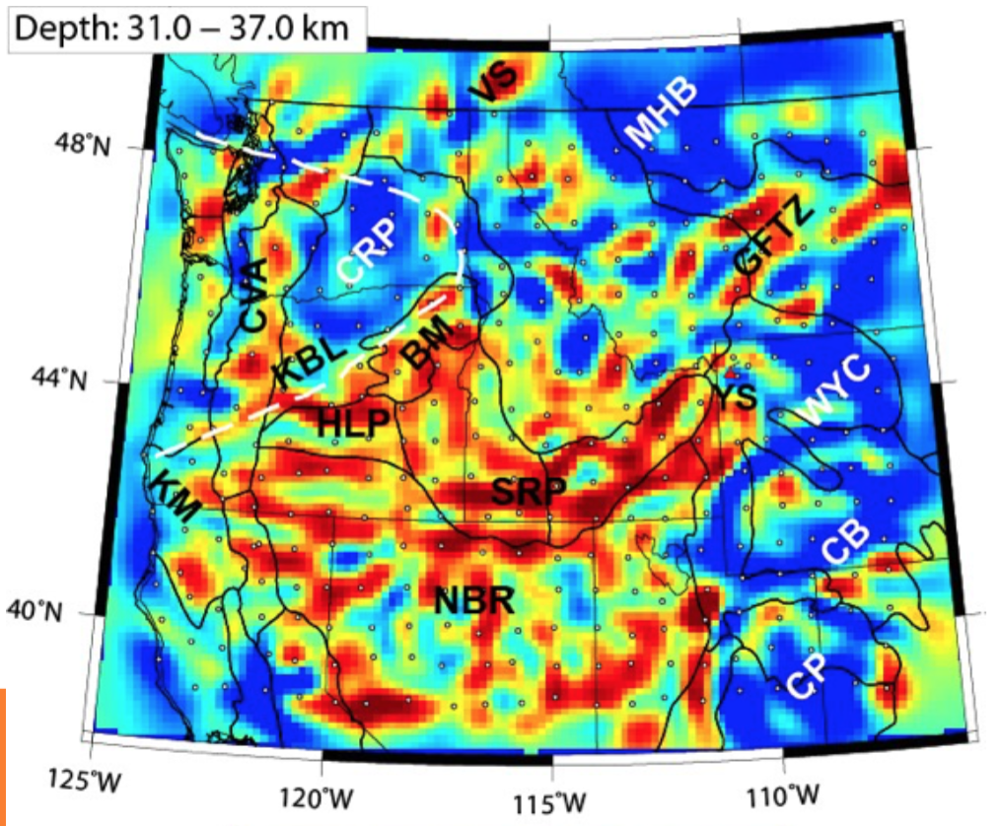 Depth: 31.0 – 37.0 km
VS
MHB
48°N
GFTZ
CRP
CVA
KBL
BM
44°N
YS
WYC
HLP
KM
SRP
CB
40°N
NBR
CP
125°W
120°W
115°W
110°W